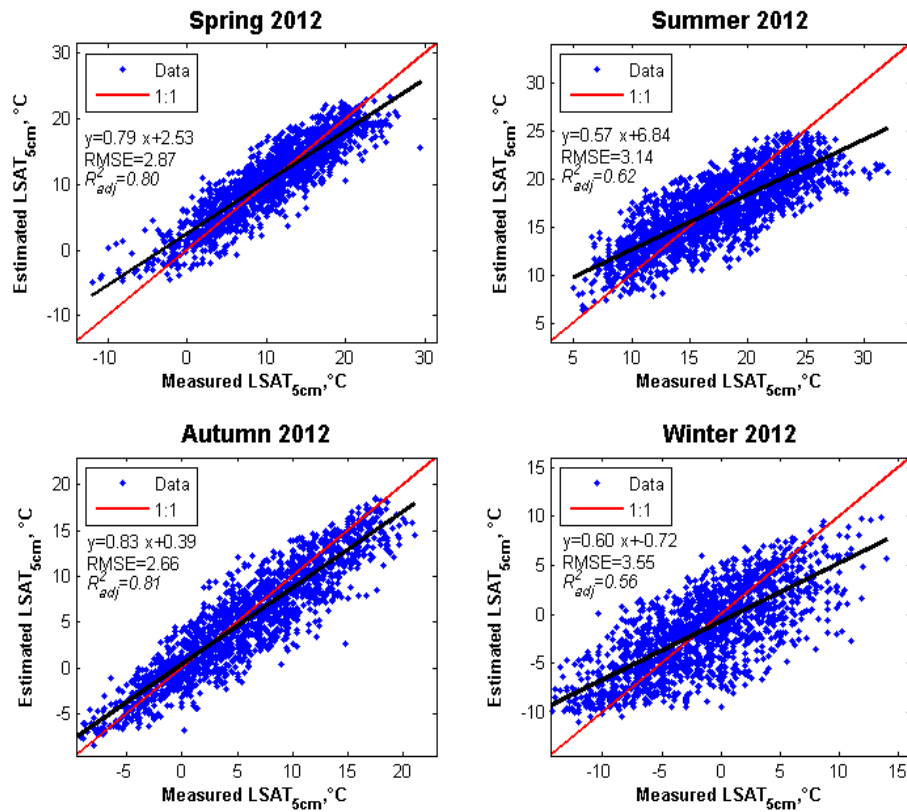 Spring 2012
Estimated LSAT5cm, °C
30
20
10
0
-10
Data
1:1
y=0.79 x+2.53
RMSE=2.87
R2adj=0.80
-10 0 10 20 30
Measured LSAT5cm,°C
Summer 2012
Estimated LSAT5cm, °C
30
25
20
15
10
5
Data
1:1
y=0.57 x+6.84
RMSE=3.14
R2adj=0.62
5 10 15 20 25 30
Measured LSAT5cm,°C
Autumn 2012
Estimated LSAT5cm, °C
20
15
10
5
0
-5
Data
1:1
y=0.83 x+0.39
RMSE=2.66
R2adj=0.81
-5 0 5 10 15 20
Measured LSAT5cm,°C
Winter 2012
Estimated LSAT5cm, °C
15
10
5
0
-5
-10
Data
1:1
y=0.60 x+-0.72
RMSE=3.55
R2adj=0.56
-10 -5 0 5 10 15
Measured LSAT5cm,°C